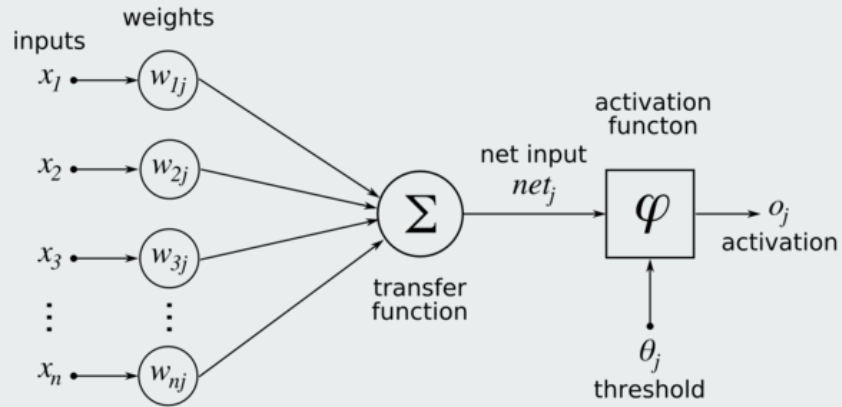 weights
inputs
x₁
w₁ⱼ
activation
functon
x₂
w₂ⱼ
net input
netⱼ
Σ
φ
oⱼ
activation
x₃
w₃ⱼ
transfer
function
⋮
⋮
θⱼ
threshold
xₙ
wₙⱼ